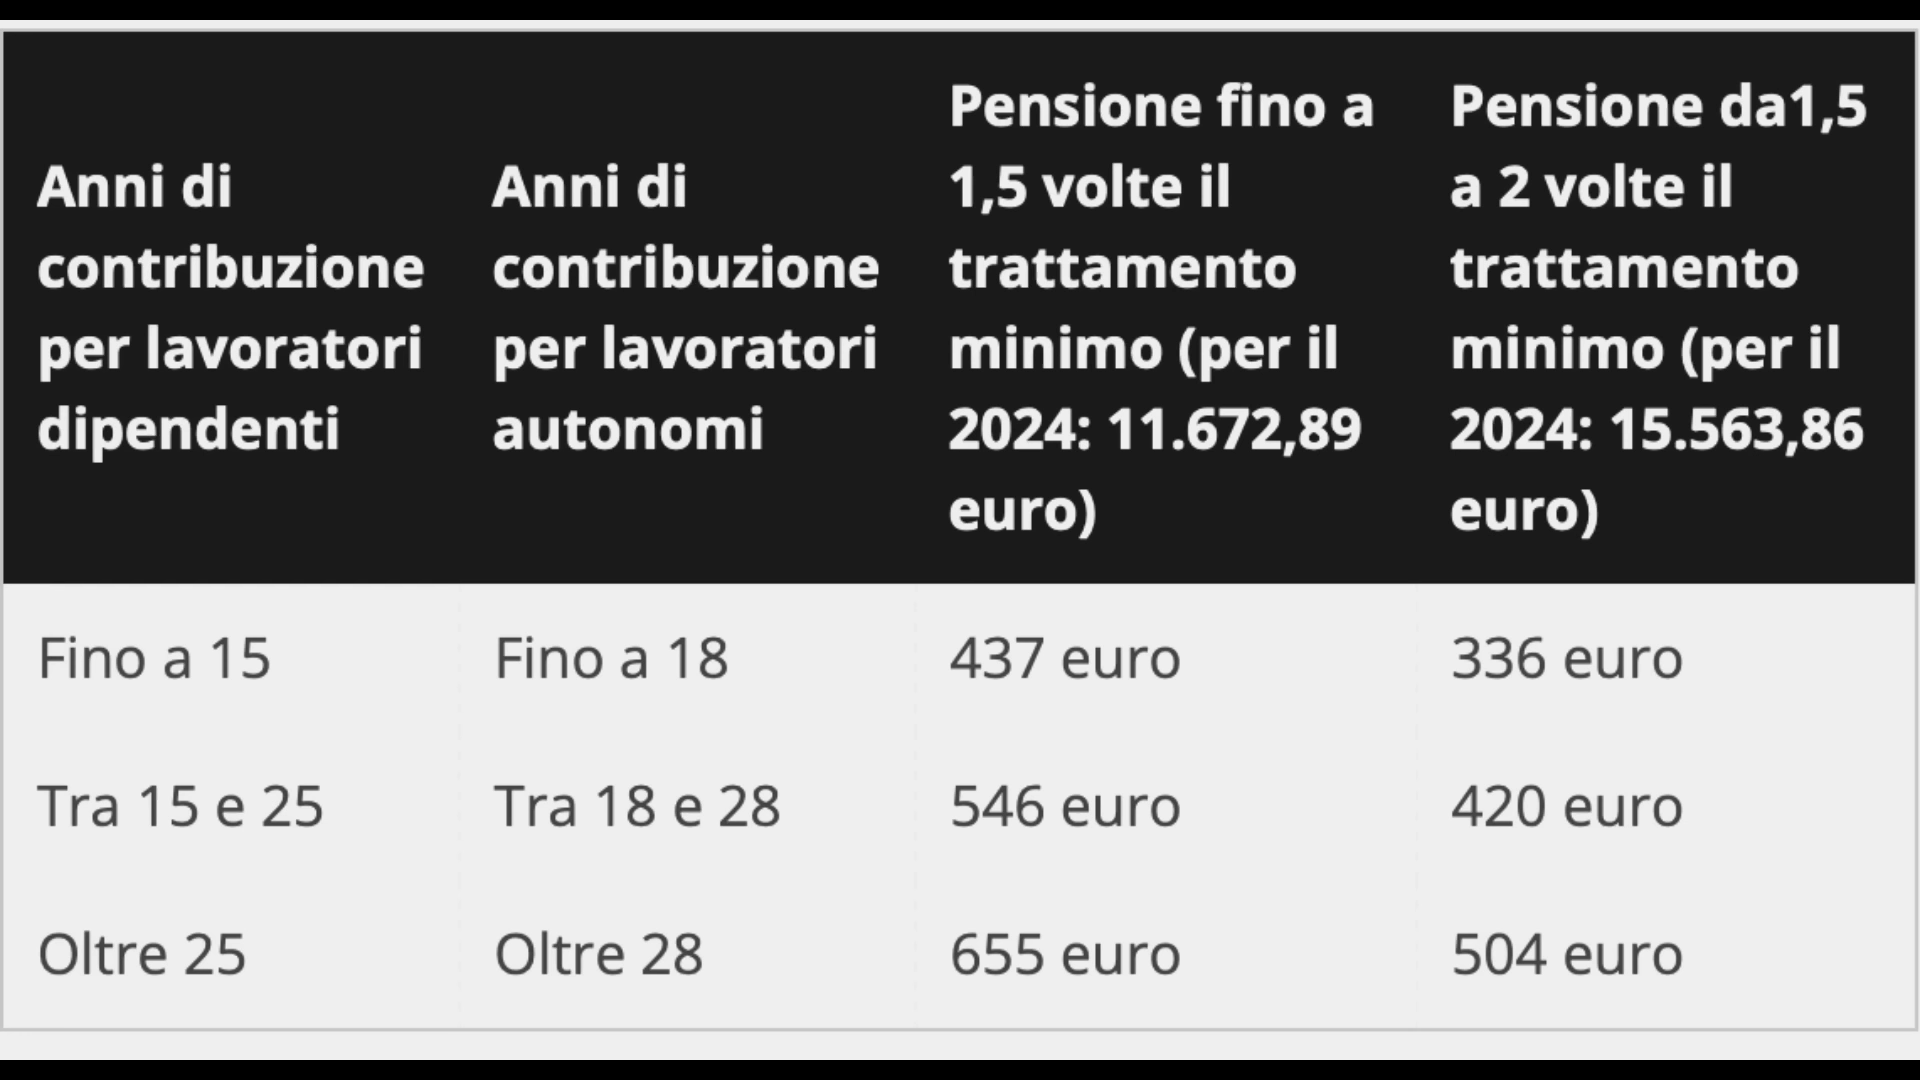 Anni di
contribuzione
per lavoratori
dipendenti
Anni di
contribuzione
per lavoratori
autonomi
Pensione fino a
1,5 volte il
trattamento
minimo (per il
2024: 11.672,89
euro)
Pensione da1,5
a 2 volte il
trattamento
minimo (per il
2024: 15.563,86
euro)
Fino a 15 Fino a 18 437 euro 336 euro
Tra 15 e 25 Tra 18 e 28 546 euro 420 euro
Oltre 25 Oltre 28 655 euro 504 euro